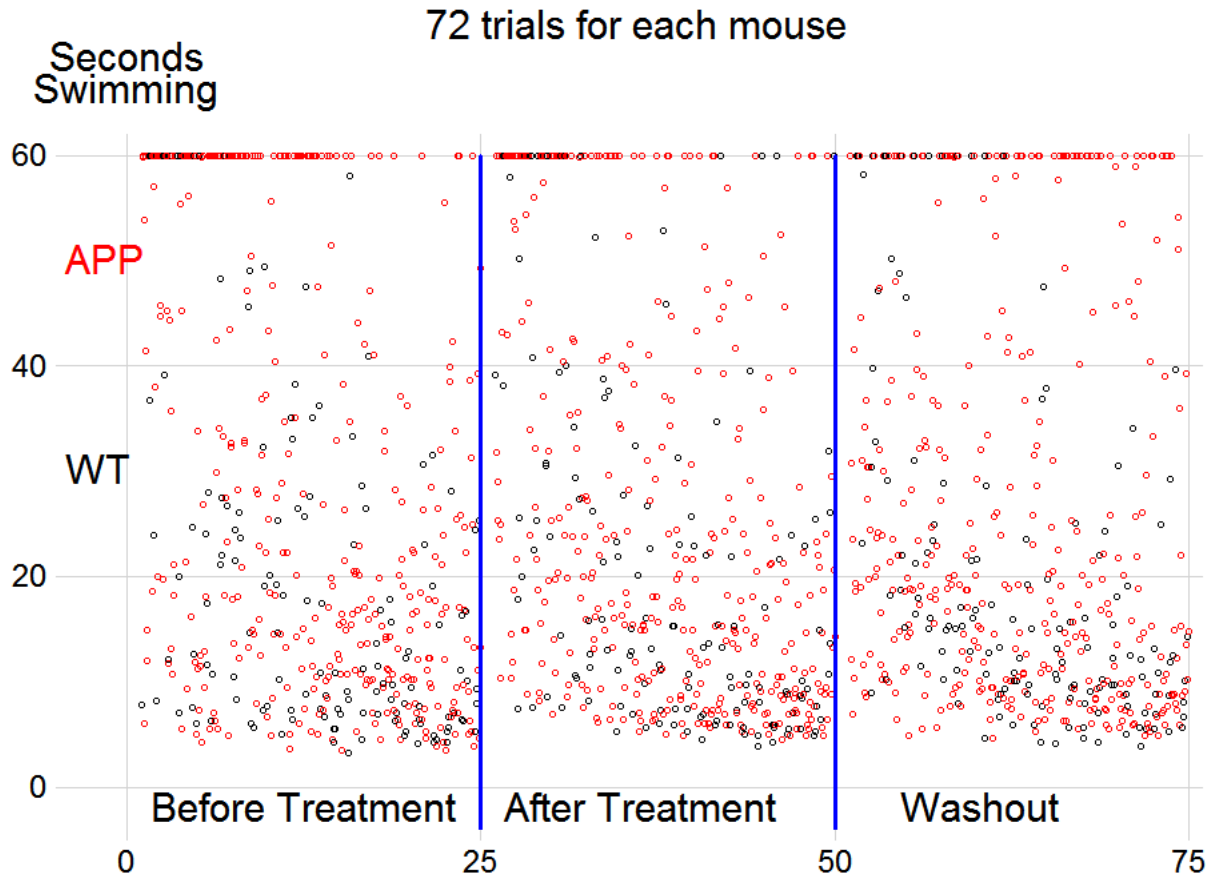 72 trials for each mouse
Seconds
Swimming
60
APP
40
WT
20
0
Before Treatment
After Treatment
Washout
0
25
50
75